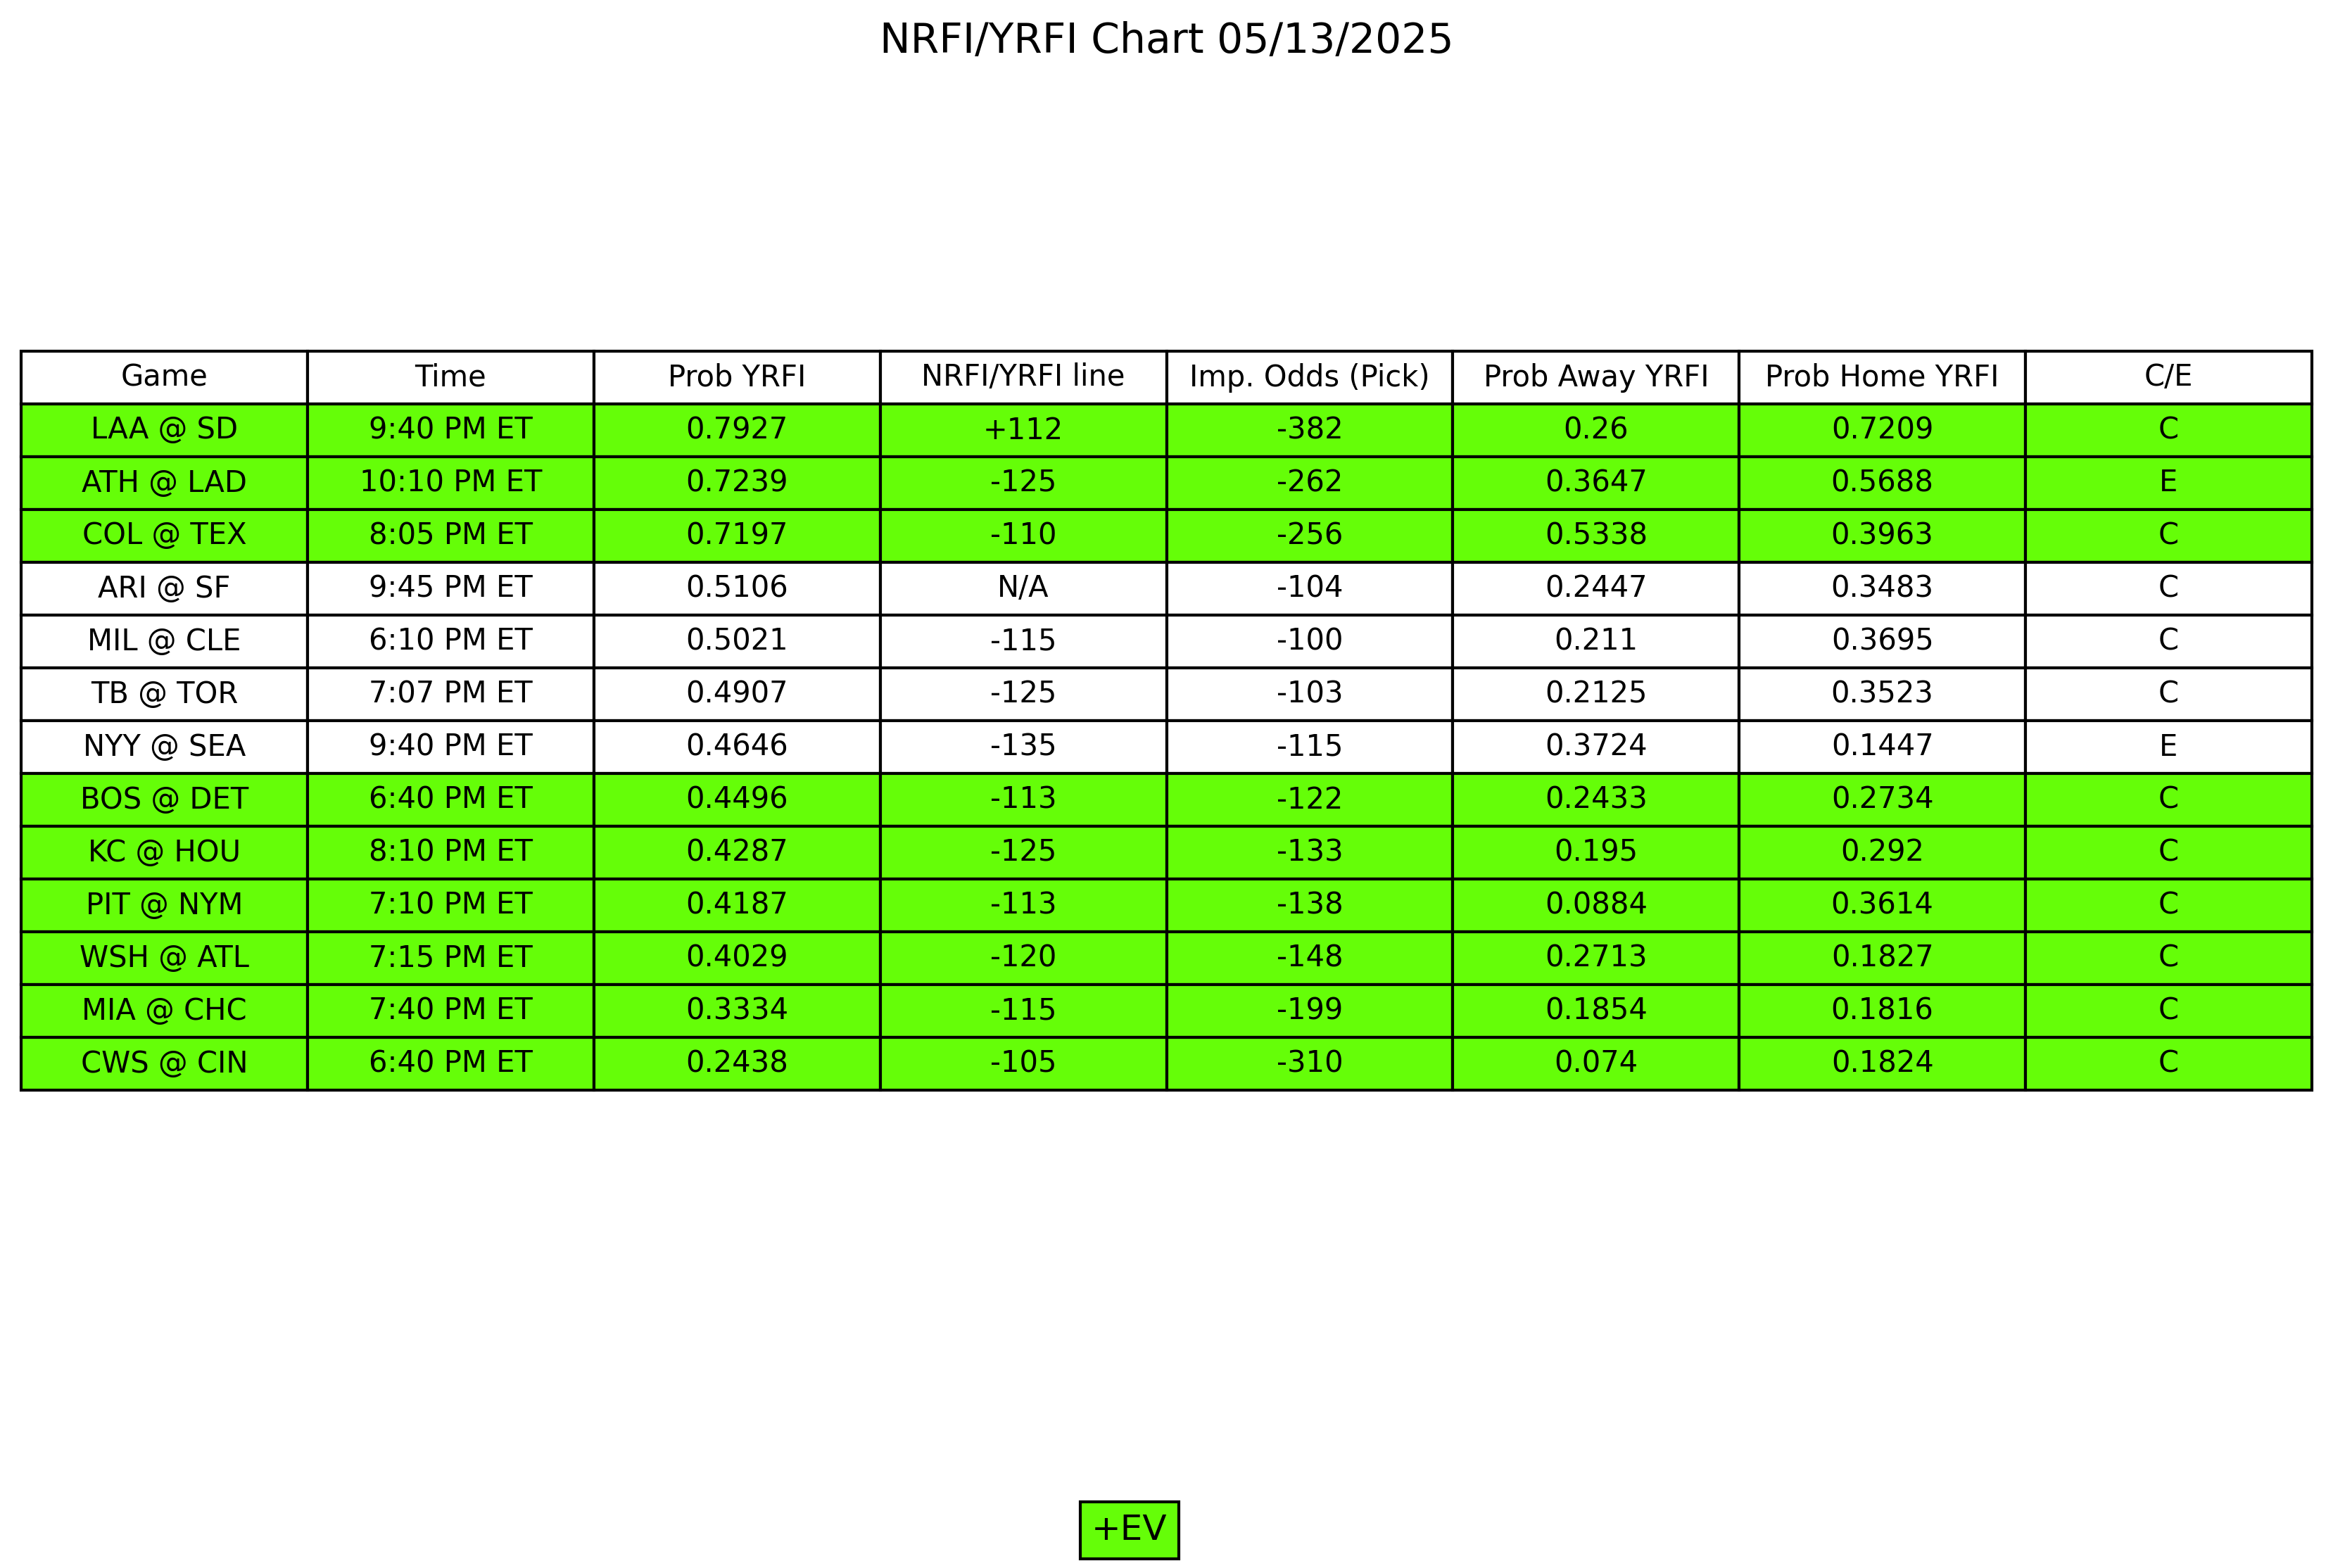 NRFI/YRFI Chart 05/13/2025
Game Time Prob YRFI NRFI/YRFI line Imp. Odds (Pick) Prob Away YRFI Prob Home YRFI C/E
LAA @ SD 9:40 PM ET 0.7927 +112 -382 0.26 0.7209 C
ATH @ LAD 10:10 PM ET 0.7239 -125 -262 0.3647 0.5688 E
COL @ TEX 8:05 PM ET 0.7197 -110 -256 0.5338 0.3963 C
ARI @ SF 9:45 PM ET 0.5106 N/A -104 0.2447 0.3483 C
MIL @ CLE 6:10 PM ET 0.5021 -115 -100 0.211 0.3695 C
TB @ TOR 7:07 PM ET 0.4907 -125 -103 0.2125 0.3523 C
NYY @ SEA 9:40 PM ET 0.4646 -135 -115 0.3724 0.1447 E
BOS @ DET 6:40 PM ET 0.4496 -113 -122 0.2433 0.2734 C
KC @ HOU 8:10 PM ET 0.4287 -125 -133 0.195 0.292 C
PIT @ NYM 7:10 PM ET 0.4187 -113 -138 0.0884 0.3614 C
WSH @ ATL 7:15 PM ET 0.4029 -120 -148 0.2713 0.1827 C
MIA @ CHC 7:40 PM ET 0.3334 -115 -199 0.1854 0.1816 C
CWS @ CIN 6:40 PM ET 0.2438 -105 -310 0.074 0.1824 C
+EV